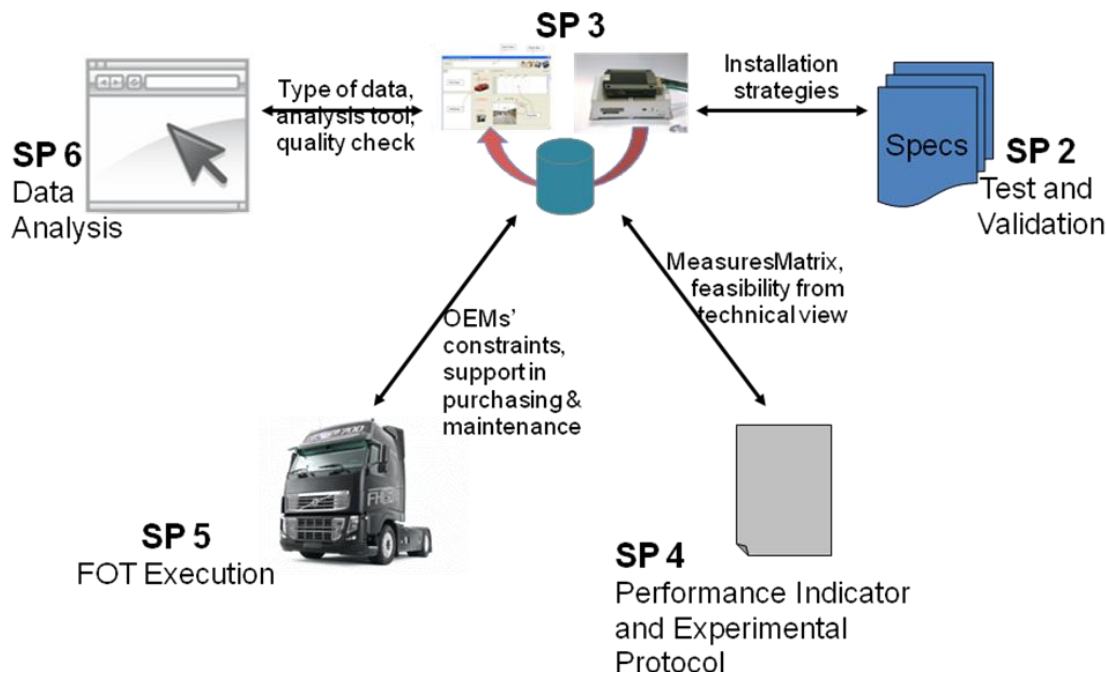 SP 3
Type of data,
analysis tool,
quality check
Installation
strategies
SP 6
Data
Analysis
Specs
SP 2
Test and
Validation
MeasuresMatrix,
feasibility from
technical view
OEMs'
constraints,
support in
purchasing &
maintenance
SP 5
FOT Execution
SP 4
Performance Indicator
and Experimental
Protocol